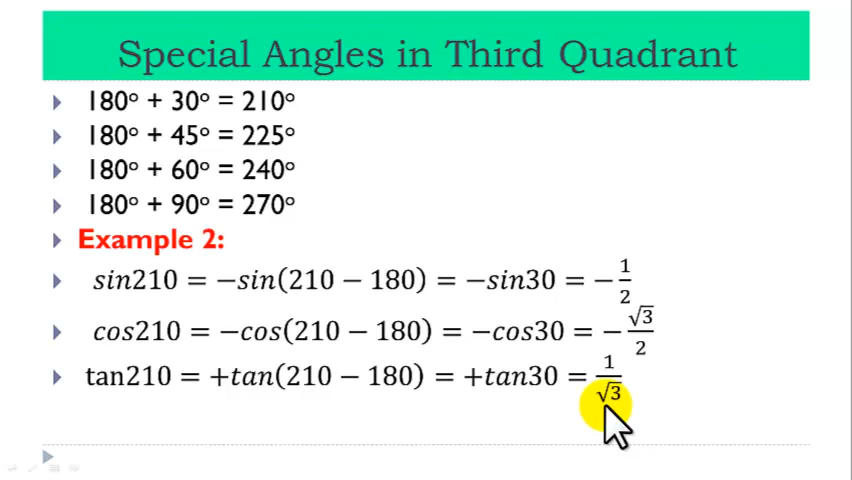 Special Angles in Third Quadrant
180° + 30° = 210°
180° + 45° = 225°
180° + 60° = 240°
180° + 90° = 270°
Example 2:
sin210 = −sin(210 − 180) = −sin30 = −1/2
cos210 = −cos(210 − 180) = −cos30 = −√3/2
tan210 = +tan(210 − 180) = +tan30 = 1/√3